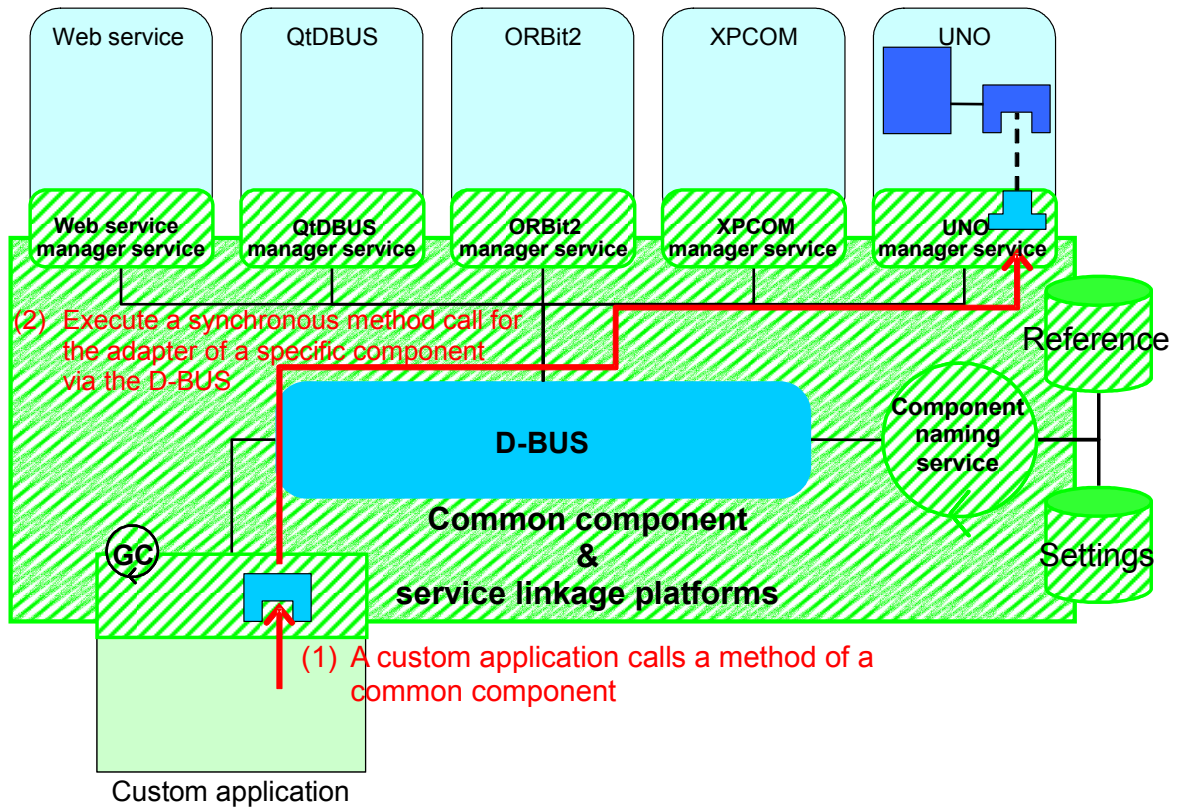 Web service
QtDBUS
ORBit2
XPCOM
UNO
Web service
manager service
QtDBUS
manager service
ORBit2
manager service
XPCOM
manager service
UNO
manager service
(2) Execute a synchronous method call for
the adapter of a specific component
via the D-BUS
Reference
Component
naming
service
D-BUS
Common component
&
service linkage platforms
Settings
GC
(1) A custom application calls a method of a
common component
Custom application